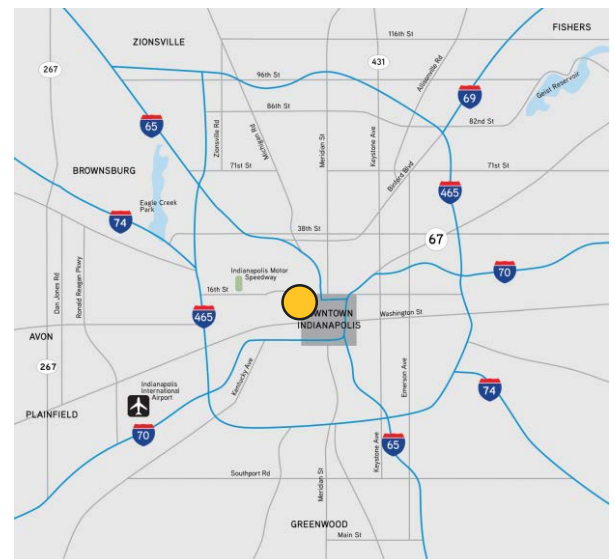 ZIONSVILLE
FISHERS
116th St
267
431
96th St
Allisonville Rd
Geist Reservoir
69
86th St
65
82nd St
Zionsville Rd
Michigan Rd
Meridian St
Keystone Ave
Binford Blvd
71st St
71st St
BROWNSBURG
465
Eagle Creek
Park
74
38th St
67
Indianapolis Motor
Speedway
70
Dan Jones Rd
Ronald Reagan Pkwy
16th St
465
OWNTOWN
INDIANAPOLIS
Washington St
AVON
267
Kentucky Ave
Emerson Ave
Indianapolis
International
Airport
PLAINFIELD
74
70
65
Keystone Ave
Southport Rd
Meridian St
GREENWOOD
Main St